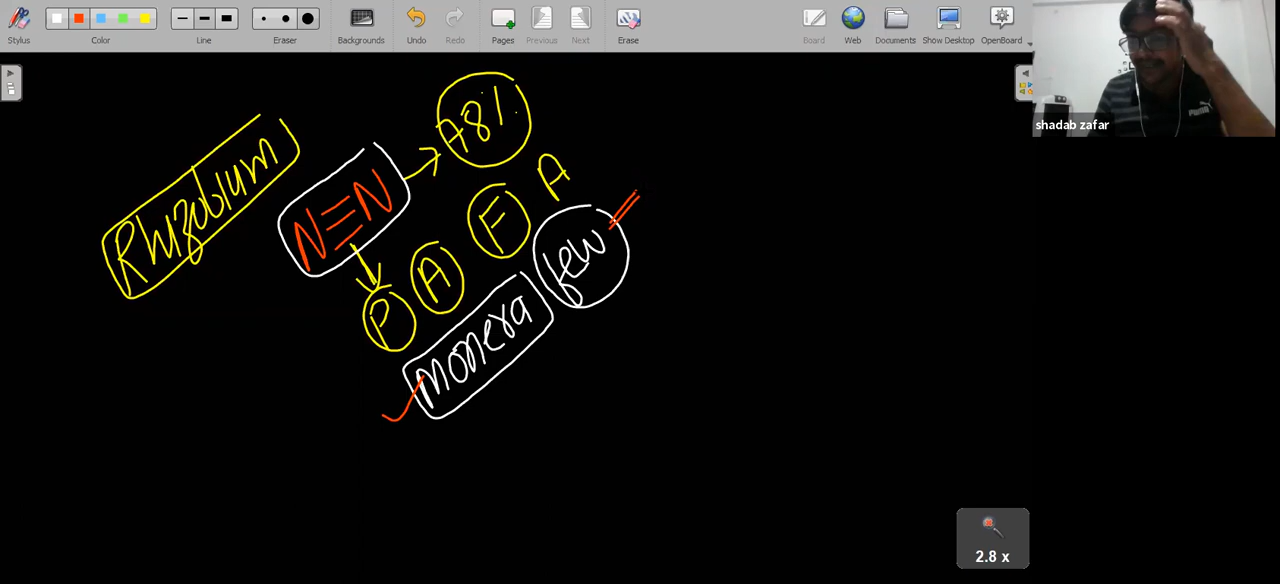 Stylus
Color
Line
Eraser
Backgrounds
Undo
Redo
Pages
Previous
Next
Erase
Board
Web
Documents
Show Desktop
OpenBoard
PUMA
shadab zafar
Rhizobium
N≡N
A
F
A
P
monera
few
2.8 x